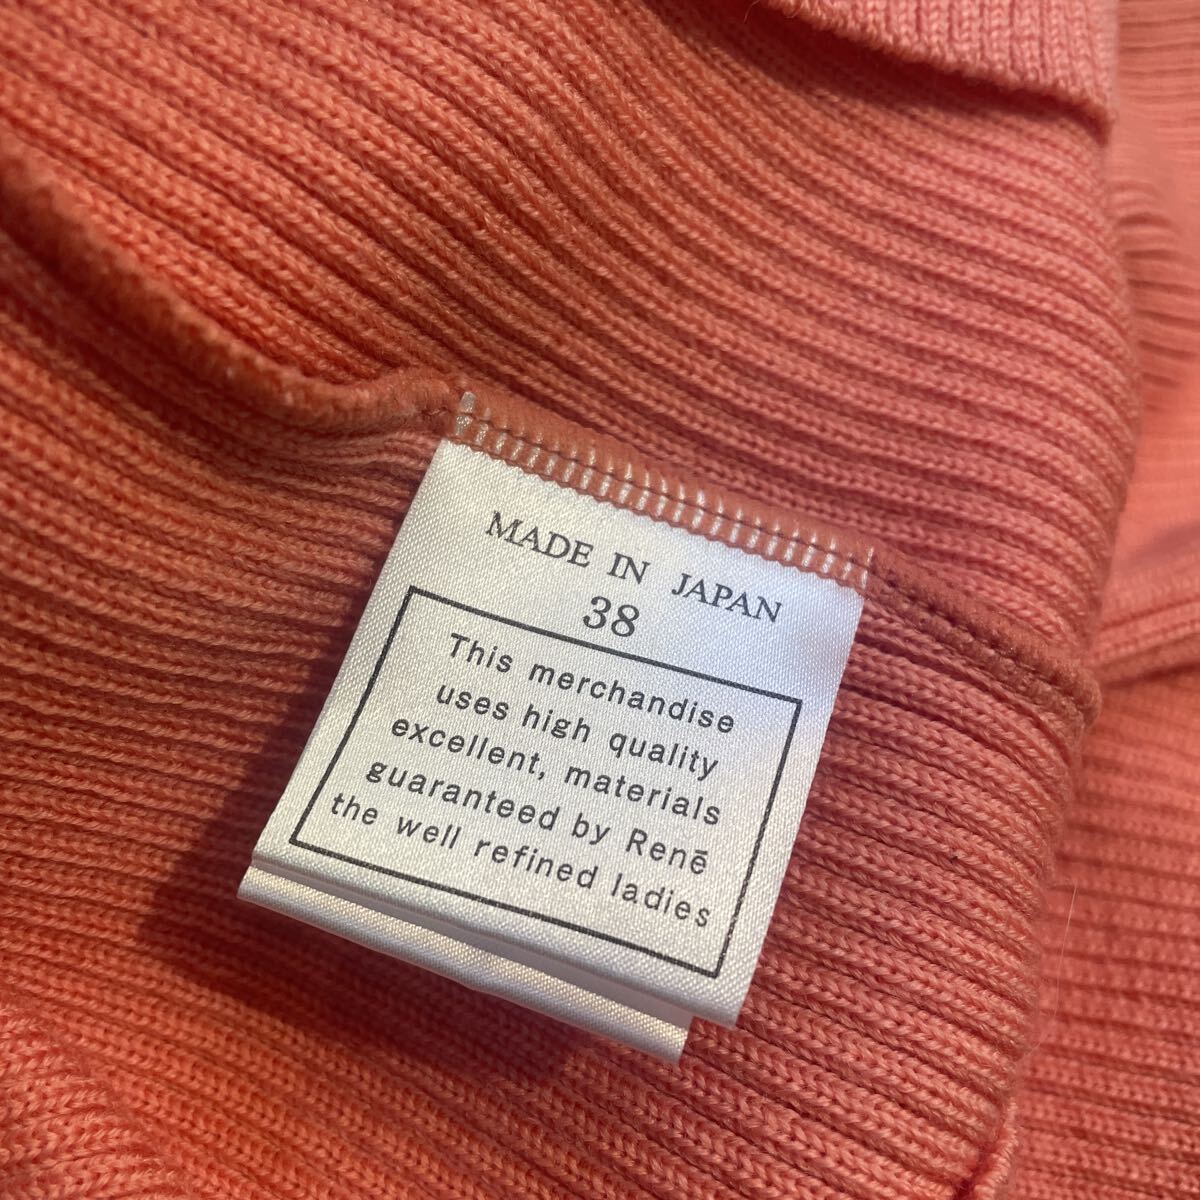 MADE IN JAPAN
38
This merchandise
uses high quality
excellent, materials
guaranteed by Renē
the well refined ladies